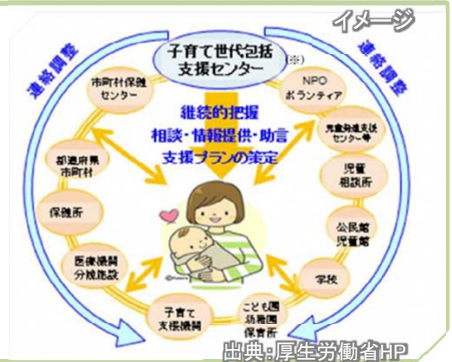 イメージ
子育て世代包括
支援センター
(※)
連絡調整
連絡調整
市町村保健
センター
NPO
ボランティア
継続的把握
相談・情報提供・助言
支援プランの策定
児童発達支援
センター等
都道府県
市町村
児童
相談所
保健所
公民館
児童館
医療機関
分娩施設
学校
子育て
支援機関
こども園
幼稚園
保育所
出典:厚生労働省HP